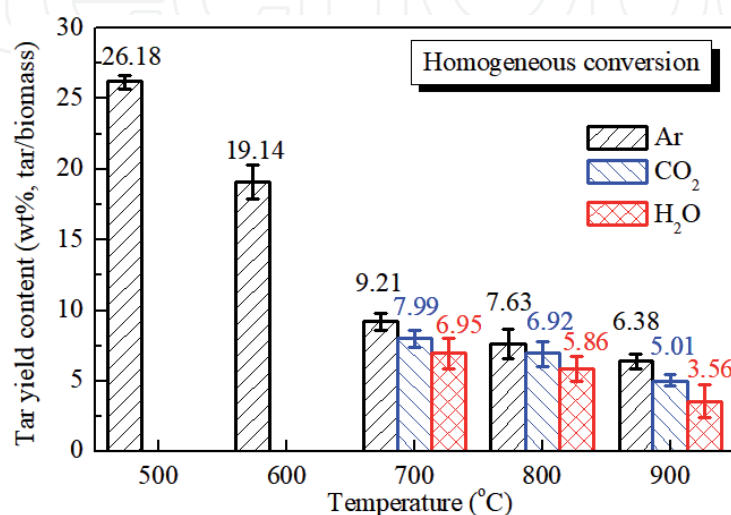 Homogeneous conversion
Ar
CO₂
H₂O
Tar yield content (wt%, tar/biomass)
30
25
20
15
10
5
0
26.18
19.14
9.21
7.99
6.95
7.63
6.92
5.86
6.38
5.01
3.56
500 600 700 800 900
Temperature (°C)